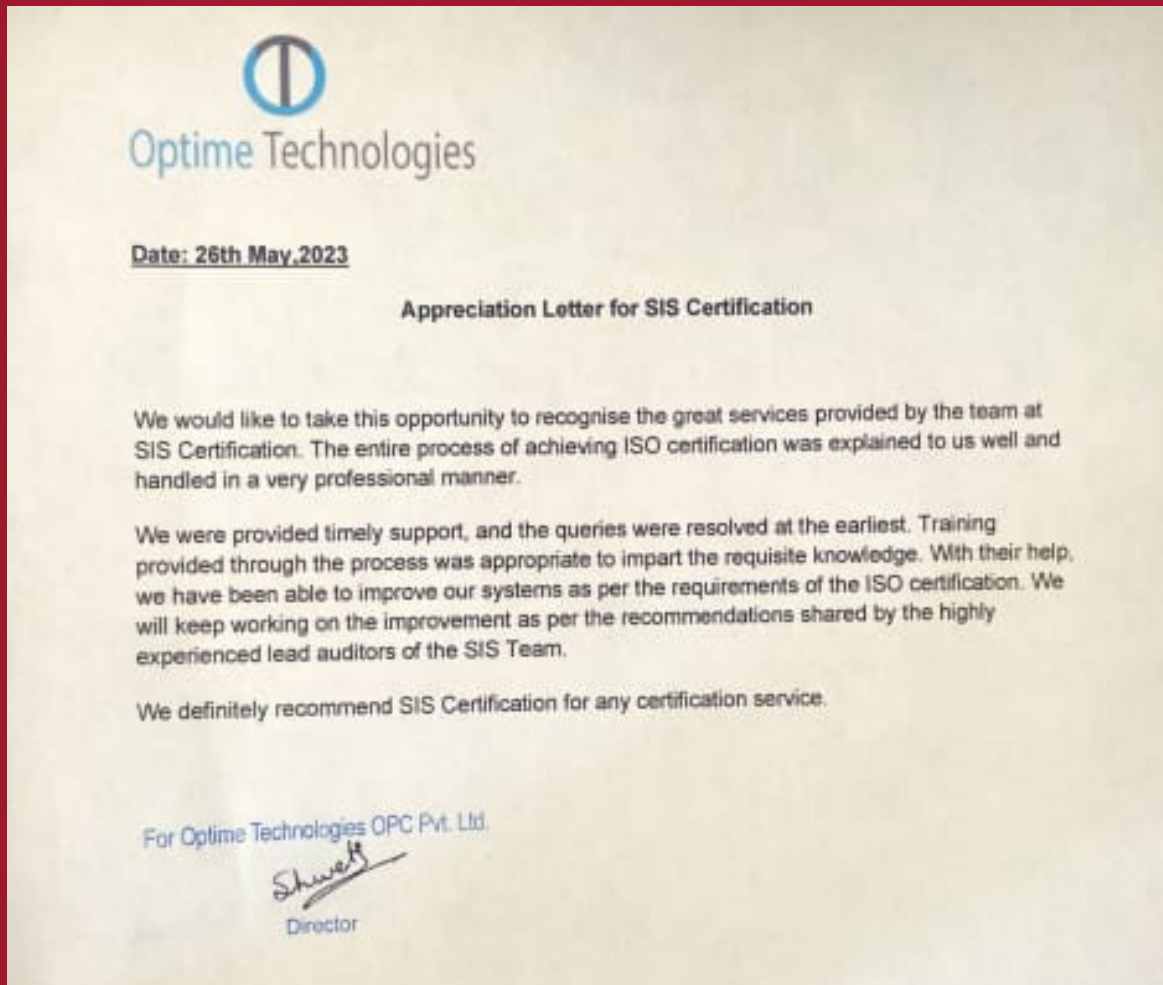 Optime Technologies
Date: 26th May,2023
Appreciation Letter for SIS Certification
We would like to take this opportunity to recognise the great services provided by the team at
SIS Certification. The entire process of achieving ISO certification was explained to us well and
handled in a very professional manner.
We were provided timely support, and the queries were resolved at the earliest. Training
provided through the process was appropriate to impart the requisite knowledge. With their help,
we have been able to improve our systems as per the requirements of the ISO certification. We
will keep working on the improvement as per the recommendations shared by the highly
experienced lead auditors of the SIS Team.
We definitely recommend SIS Certification for any certification service.
For Optime Technologies OPC Pvt. Ltd.
Director